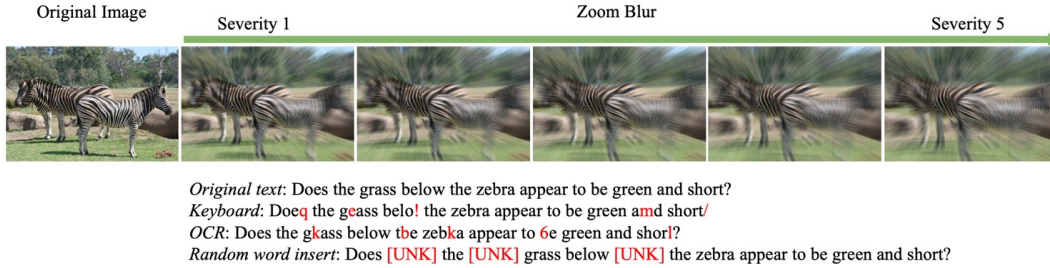 Original Image
Zoom Blur
Severity 1
Severity 5
Original text: Does the grass below the zebra appear to be green and short?
Keyboard: Doeq the geass belo! the zebra appear to be green amd short/
OCR: Does the gkass below tbe zebka appear to 6e green and shorl?
Random word insert: Does [UNK] the [UNK] grass below [UNK] the zebra appear to be green and short?